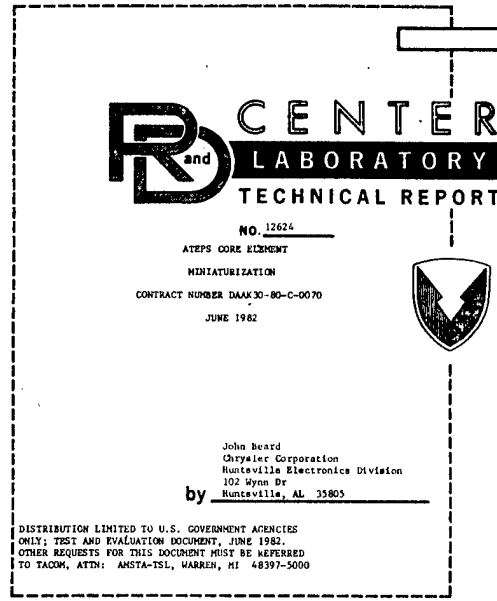 CENTER
R and D LABORATORY
TECHNICAL REPORT
NO. 12624
ATEPS CORE ELEMENT
MINIATURIZATION
CONTRACT NUMBER DAAK30-80-C-0070
JUNE 1982
John Beard
Chrysler Corporation
Huntsville Electronics Division
102 Wynn Dr
by Huntsville, AL 35805
DISTRIBUTION LIMITED TO U.S. GOVERNMENT AGENCIES
ONLY; TEST AND EVALUATION DOCUMENT, JUNE 1982.
OTHER REQUESTS FOR THIS DOCUMENT MUST BE REFERRED
TO TACOM, ATTN: AMSTA-TSL, WARREN, MI 48397-5000